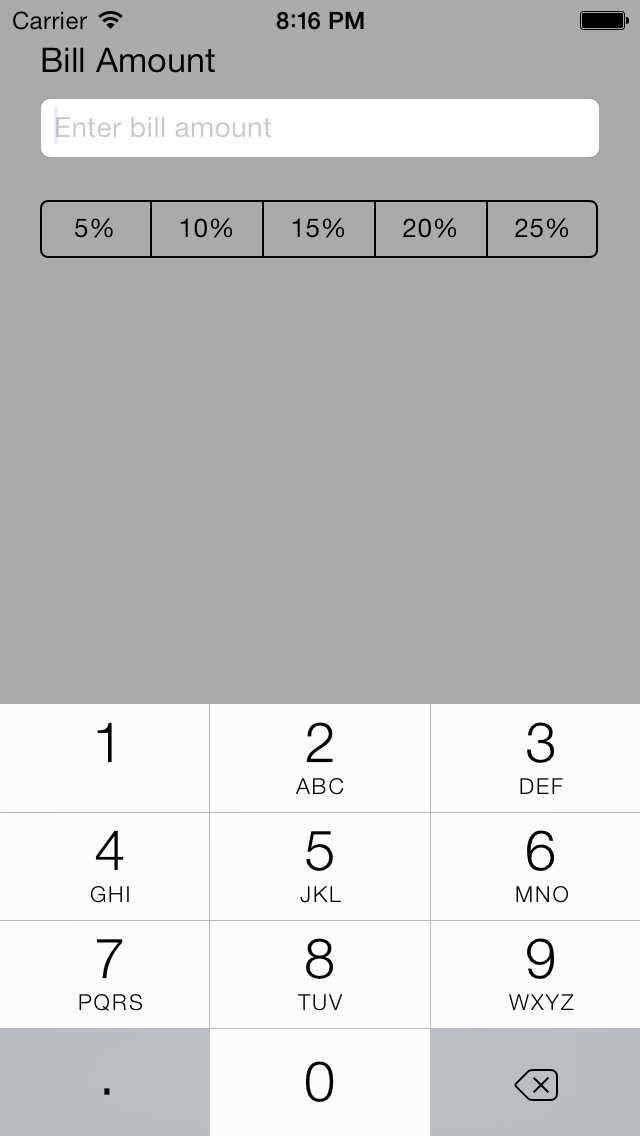 Carrier 8:16 PM
Bill Amount
Enter bill amount
5% 10% 15% 20% 25%
1 2 3
ABC DEF
4 5 6
GHI JKL MNO
7 8 9
PQRS TUV WXYZ
. 0